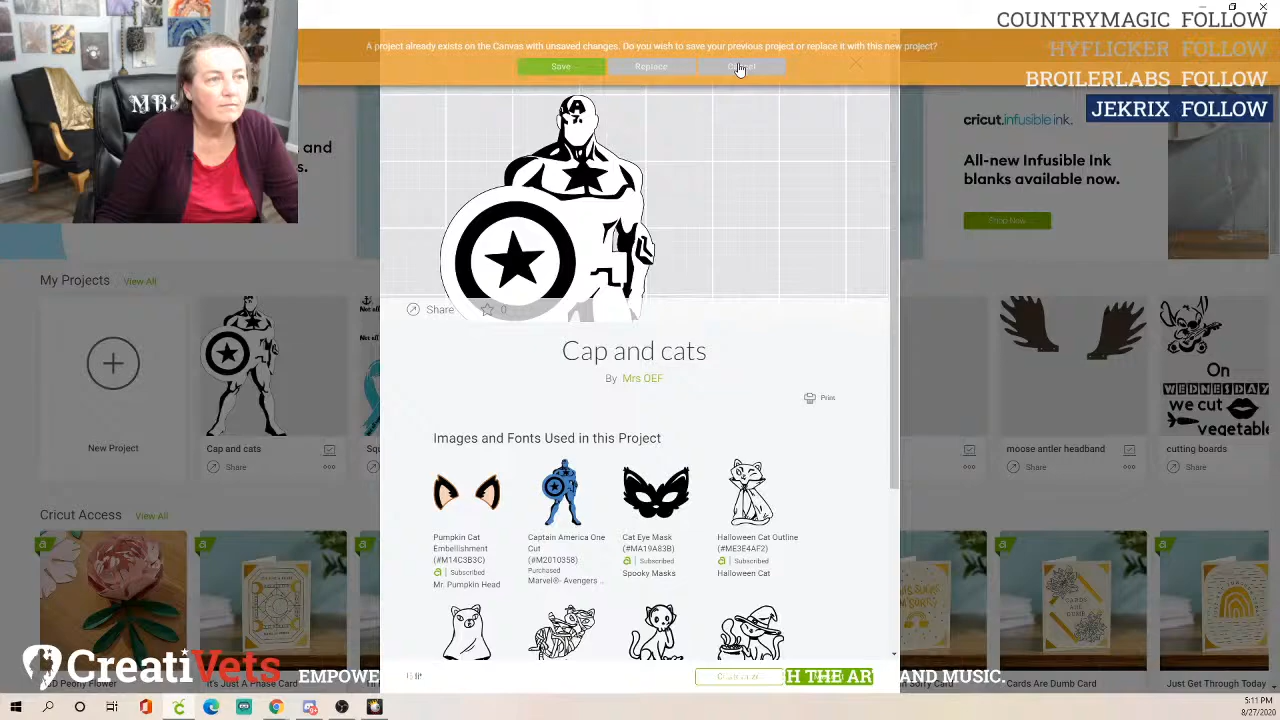 COUNTRYMAGIC FOLLOW
HYFLICKER FOLLOW
BROILERLABS FOLLOW
JEKRIX FOLLOW
A project already exists on the Canvas with unsaved changes. Do you wish to save your previous project or replace it with this new project?
Save
Replace
MRS
and
s.
cricut.infusible ink.
All-new Infusible Ink
blanks available now.
Shop Now
My Projects
View All
Share
0
Cap and cats
By Mrs OEF
Print
New Project
Cap and cats
Share
moose antler headband
Share
cutting boards
Share
On
WEDNESDAY
we cut
vegetable
Images and Fonts Used in this Project
Pumpkin Cat
Embellishment
(#M14C3B3C)
Subscribed
Mr. Pumpkin Head
Captain America One
Cut
(#M2010358)
Purchased
Marvel®- Avengers ...
Cat Eye Mask
(#MA19A83B)
Subscribed
Spooky Masks
Halloween Cat Outline
(#ME3E4AF2)
Subscribed
Halloween Cat
Cricut Access
View All
CreatiVets
EMPOWE
H THE AR
AND MUSIC.
3D Peony Flower
It's Just A Phase Card
Cards Are Dumb Card
Just Get Through Today
5:11 PM
8/27/2020